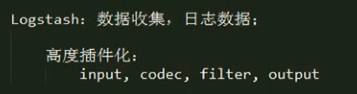 Logstash: 数据收集，日志数据；
高度插件化：
input, codec, filter, output